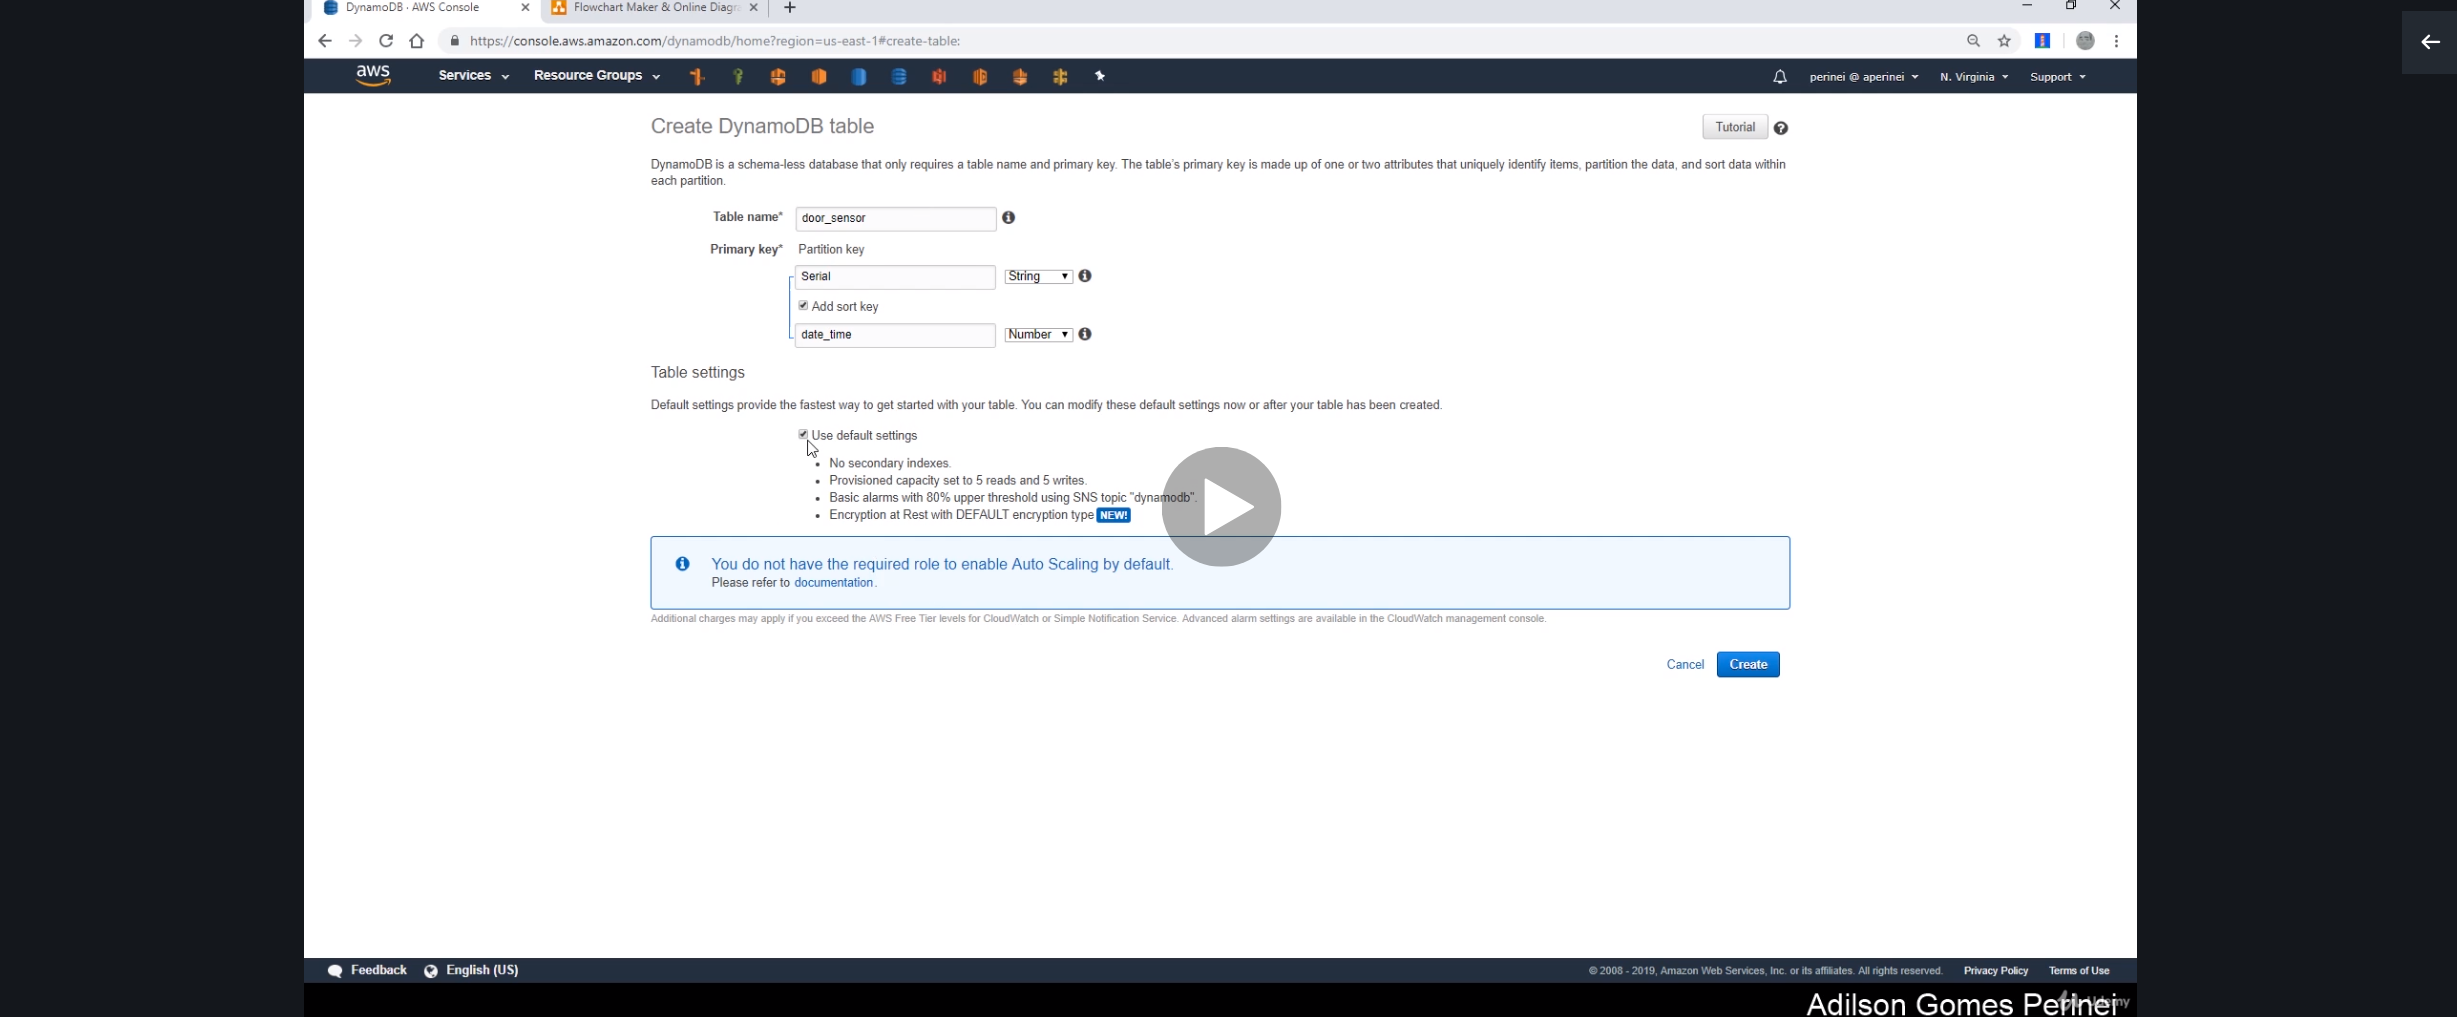 DynamoDB · AWS Console
Flowchart Maker & Online Diagr
https://console.aws.amazon.com/dynamodb/home?region=us-east-1#create-table:
aws
Services
Resource Groups
perinei @ aperinei
N. Virginia
Support
Create DynamoDB table
Tutorial
DynamoDB is a schema-less database that only requires a table name and primary key. The table's primary key is made up of one or two attributes that uniquely identify items, partition the data, and sort data within
each partition.
Table name* door_sensor
Primary key* Partition key
Serial String
Add sort key
date_time Number
Table settings
Default settings provide the fastest way to get started with your table. You can modify these default settings now or after your table has been created.
Use default settings
• No secondary indexes.
• Provisioned capacity set to 5 reads and 5 writes.
• Basic alarms with 80% upper threshold using SNS topic "dynamodb".
• Encryption at Rest with DEFAULT encryption type NEW!
You do not have the required role to enable Auto Scaling by default.
Please refer to documentation.
Additional charges may apply if you exceed the AWS Free Tier levels for CloudWatch or Simple Notification Service. Advanced alarm settings are available in the CloudWatch management console.
Cancel Create
Feedback
English (US)
© 2008 - 2019, Amazon Web Services, Inc. or its affiliates. All rights reserved.
Privacy Policy
Terms of Use
Adilson Gomes Perinei
Udemy